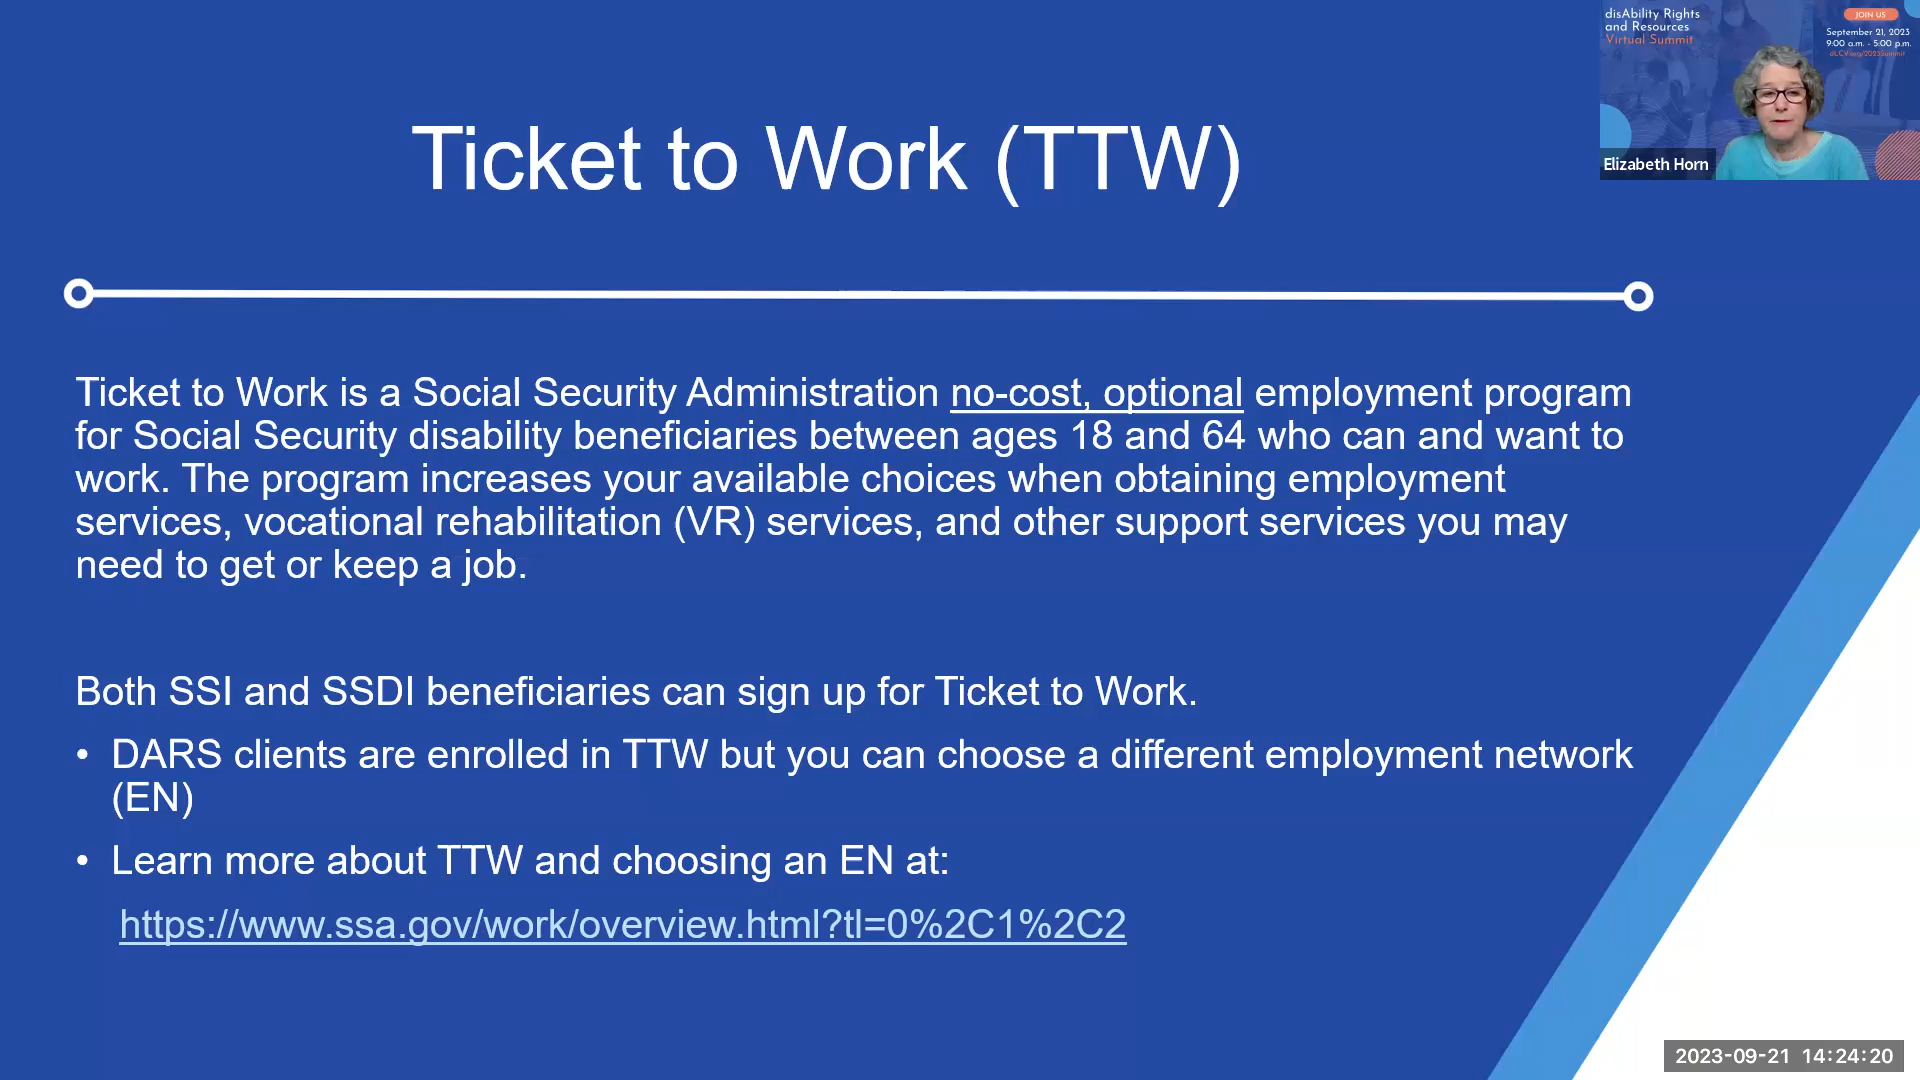 Ticket to Work (TTW)
disAbility Rights
and Resources
Virtual Summit
JOIN US
September 21, 2023
9:00 a.m. - 5:00 p.m.
Elizabeth Horn
Ticket to Work is a Social Security Administration no-cost, optional employment program
for Social Security disability beneficiaries between ages 18 and 64 who can and want to
work. The program increases your available choices when obtaining employment
services, vocational rehabilitation (VR) services, and other support services you may
need to get or keep a job.
Both SSI and SSDI beneficiaries can sign up for Ticket to Work.
• DARS clients are enrolled in TTW but you can choose a different employment network
(EN)
• Learn more about TTW and choosing an EN at:
https://www.ssa.gov/work/overview.html?tl=0%2C1%2C2
2023-09-21 14:24:20